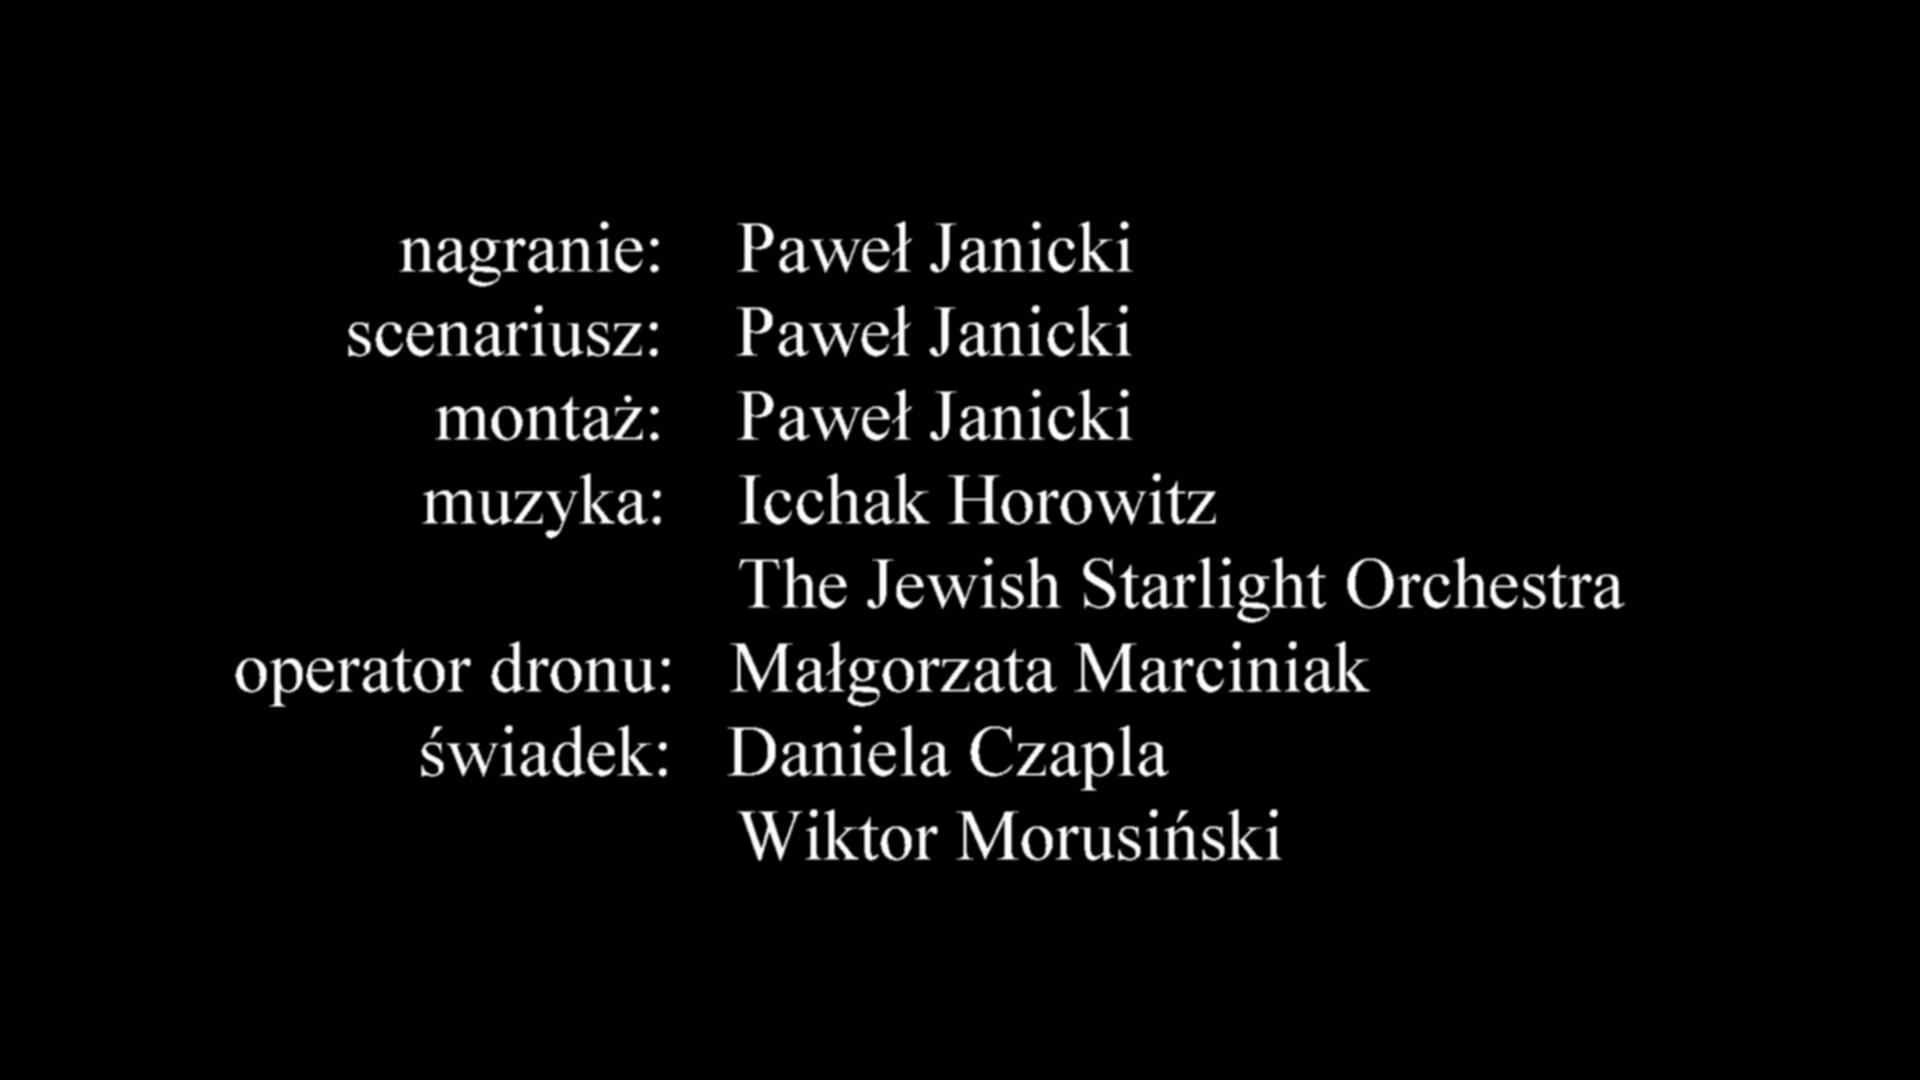 nagranie: Paweł Janicki
scenariusz: Paweł Janicki
montaż: Paweł Janicki
muzyka: Icchak Horowitz
The Jewish Starlight Orchestra
operator dronu: Małgorzata Marciniak
świadek: Daniela Czapla
Wiktor Morusiński